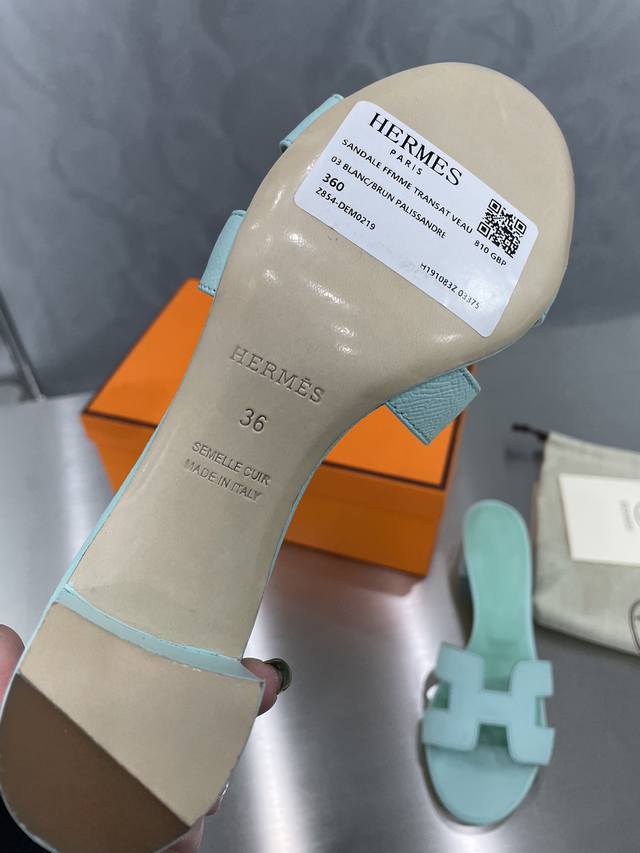 HERMES
PARIS
SANDALE FFMME TRANSAT VEAU
03 BLANC/BRUN PALISSANDRE
360
810 GBP
Z854-DEM0219
H191083Z 03375
HERMÈS
36
SEMELLE CUIR
MADE IN ITALY